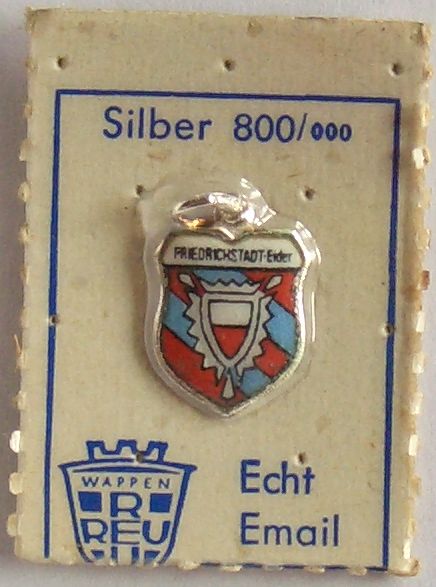 Silber 800/000
FRIEDRICHSTADT-Eider
WAPPEN
R
REU
U
Echt
Email